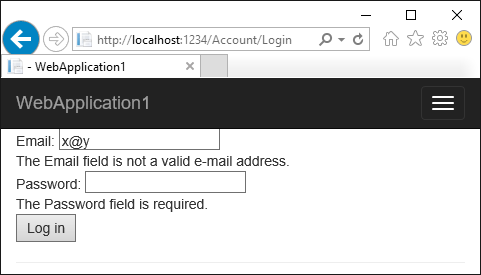 http://localhost:1234/Account/Login
- WebApplication1
WebApplication1
Email: x@y
The Email field is not a valid e-mail address.
Password:
The Password field is required.
Log in